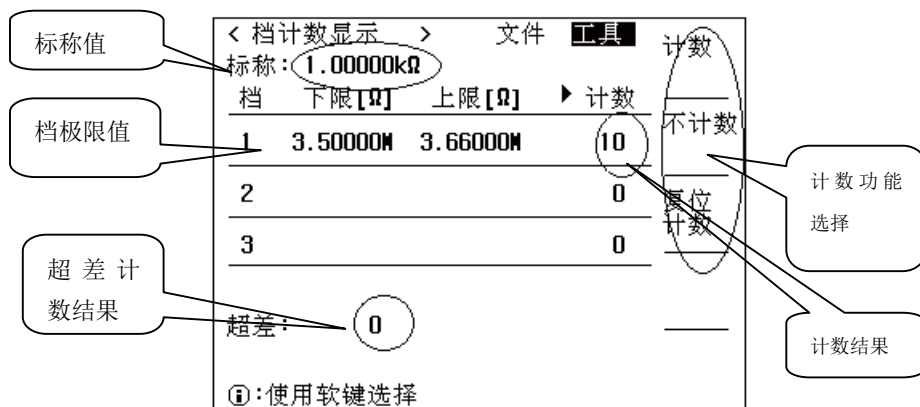 标称值
档极限值
超差计
数结果
< 档计数显示 > 文件 工具
标称:1.00000kΩ
档 下限[Ω] 上限[Ω] ▶ 计数
1 3.50000M 3.66000M 10
2 0
3 0
超差: 0
ⓘ:使用软键选择
计数
不计数
复位
计数
计数功能
选择
计数结果